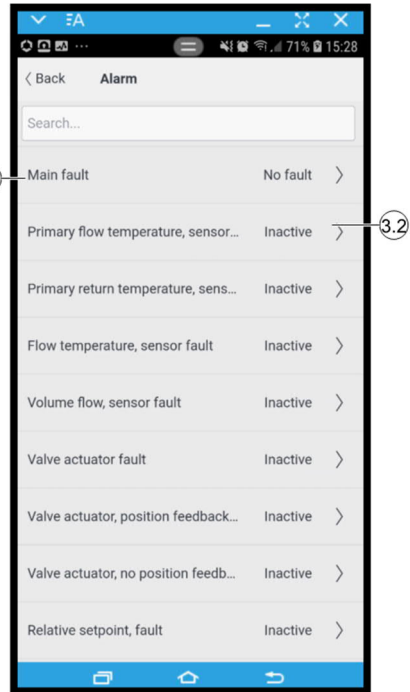 ΞA
71% 15:28
Back Alarm
Search...
Main fault No fault
Primary flow temperature, sensor... Inactive
3.2
Primary return temperature, sens... Inactive
Flow temperature, sensor fault Inactive
Volume flow, sensor fault Inactive
Valve actuator fault Inactive
Valve actuator, position feedback... Inactive
Valve actuator, no position feedb... Inactive
Relative setpoint, fault Inactive